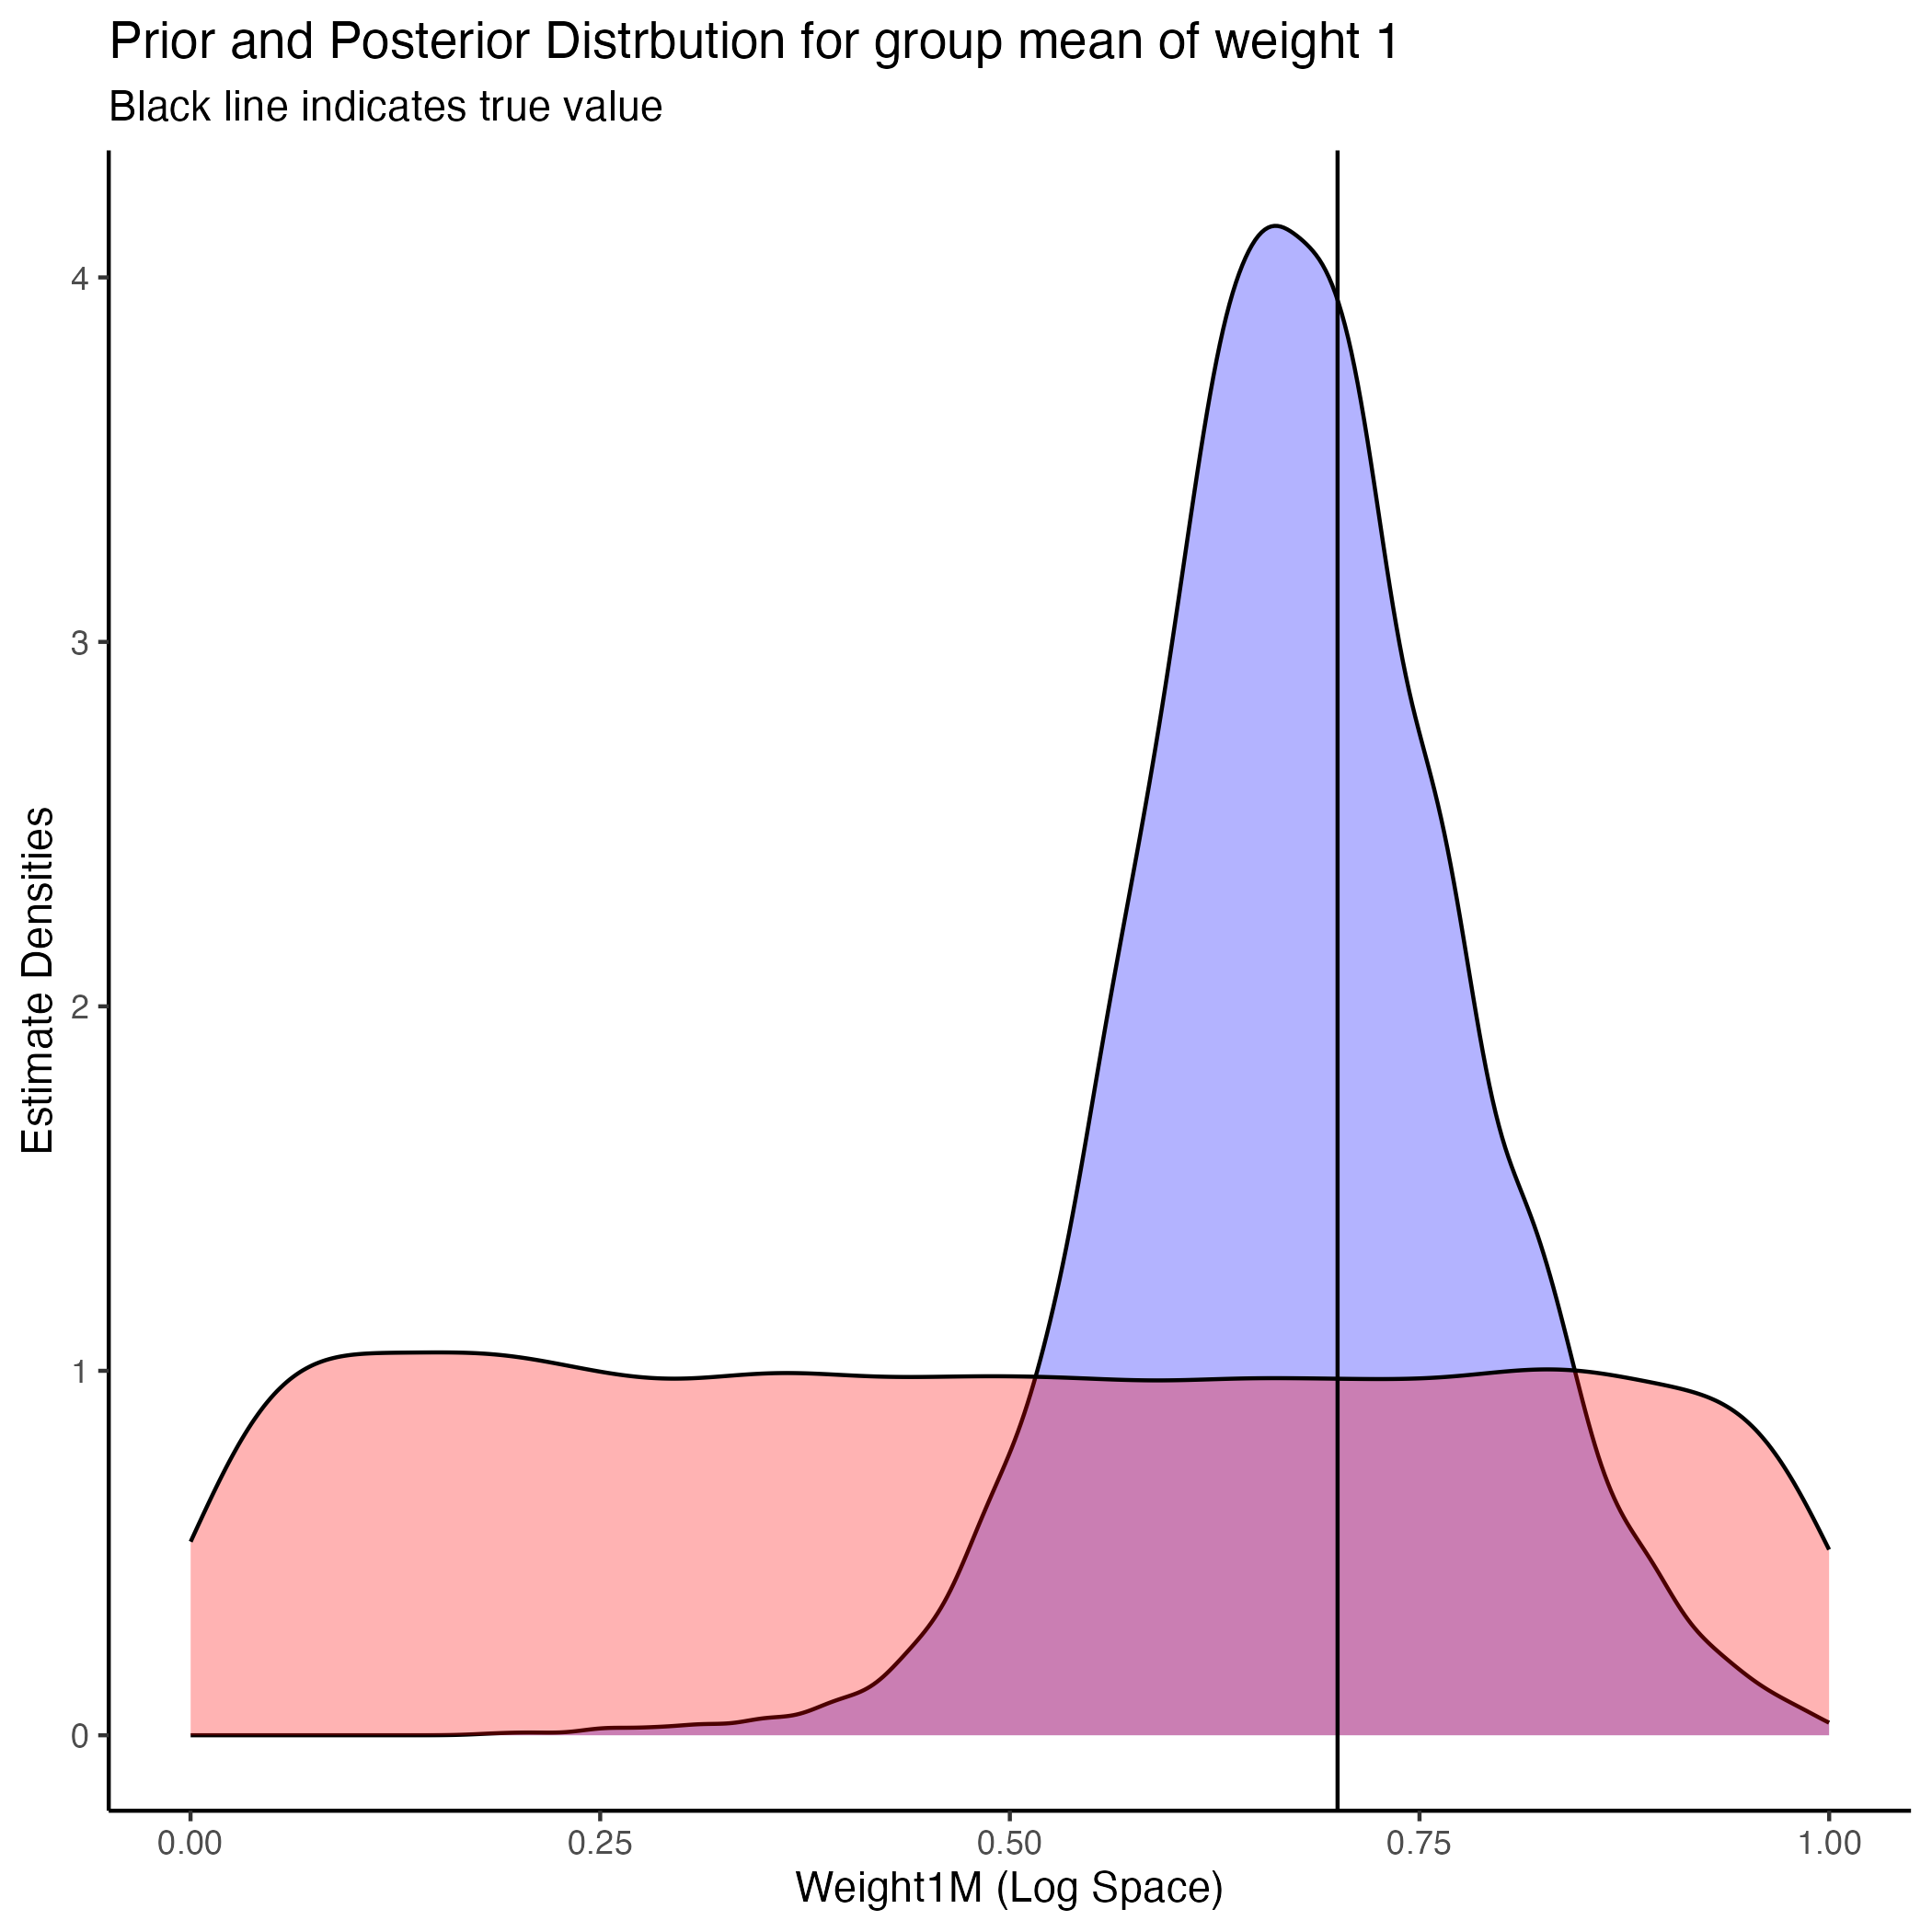 Prior and Posterior Distrbution for group mean of weight 1
Black line indicates true value
4
3
2
1
0
Estimate Densities
0.00 0.25 0.50 0.75 1.00
Weight1M (Log Space)